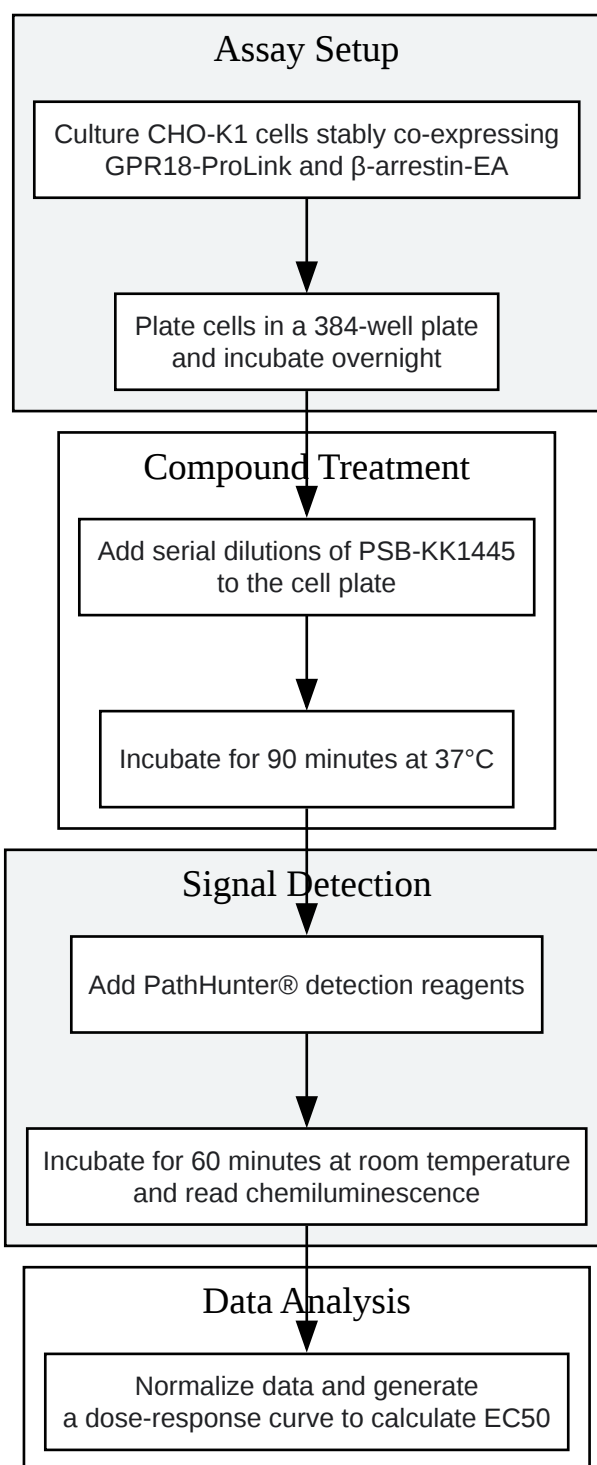 Assay Setup
Culture CHO-K1 cells stably co-expressing
GPR18-ProLink and β-arrestin-EA
Plate cells in a 384-well plate
and incubate overnight
Compound Treatment
Add serial dilutions of PSB-KK1445
to the cell plate
Incubate for 90 minutes at 37°C
Signal Detection
Add PathHunter® detection reagents
Incubate for 60 minutes at room temperature
and read chemiluminescence
Data Analysis
Normalize data and generate
a dose-response curve to calculate EC50